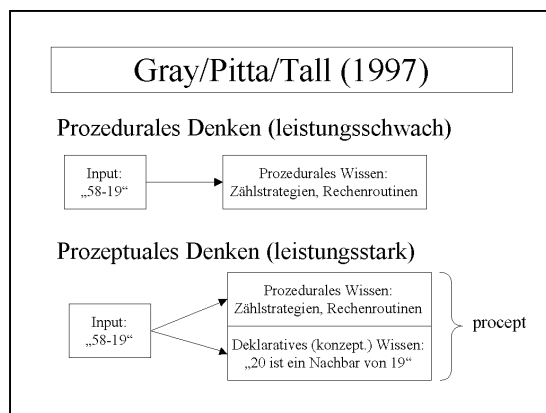 Gray/Pitta/Tall (1997)
Prozedurales Denken (leistungsschwach)
Input:
„58-19“
Prozedurales Wissen:
Zählstrategien, Rechenroutinen
Prozeptuales Denken (leistungsstark)
Input:
„58-19“
Prozedurales Wissen:
Zählstrategien, Rechenroutinen
Deklaratives (konzept.) Wissen:
„20 ist ein Nachbar von 19“
procept